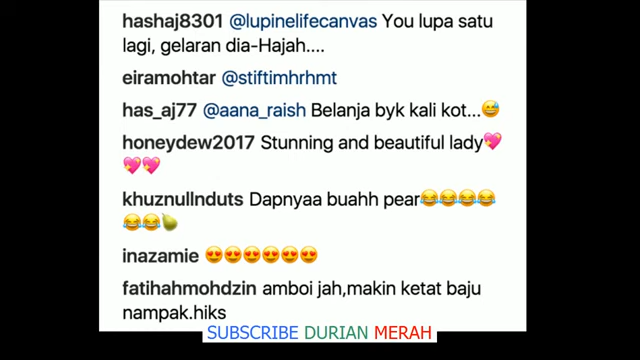 hashaj8301 @lupinelifecanvas You lupa satu
lagi, gelaran dia-Hajah....
eiramohtar @stiftimhrhmt
has_aj77 @aana_raish Belanja byk kali kot...😅
honeydew2017 Stunning and beautiful lady💖
💖💖
khuznullnduts Dapnyaa buahh pear😂😂😂😂
😂😂🍐
inazamie 😍😍😍😍😍😍
fatihahmohdzin amboi jah,makin ketat baju
nampak.hiks
SUBSCRIBE DURIAN MERAH